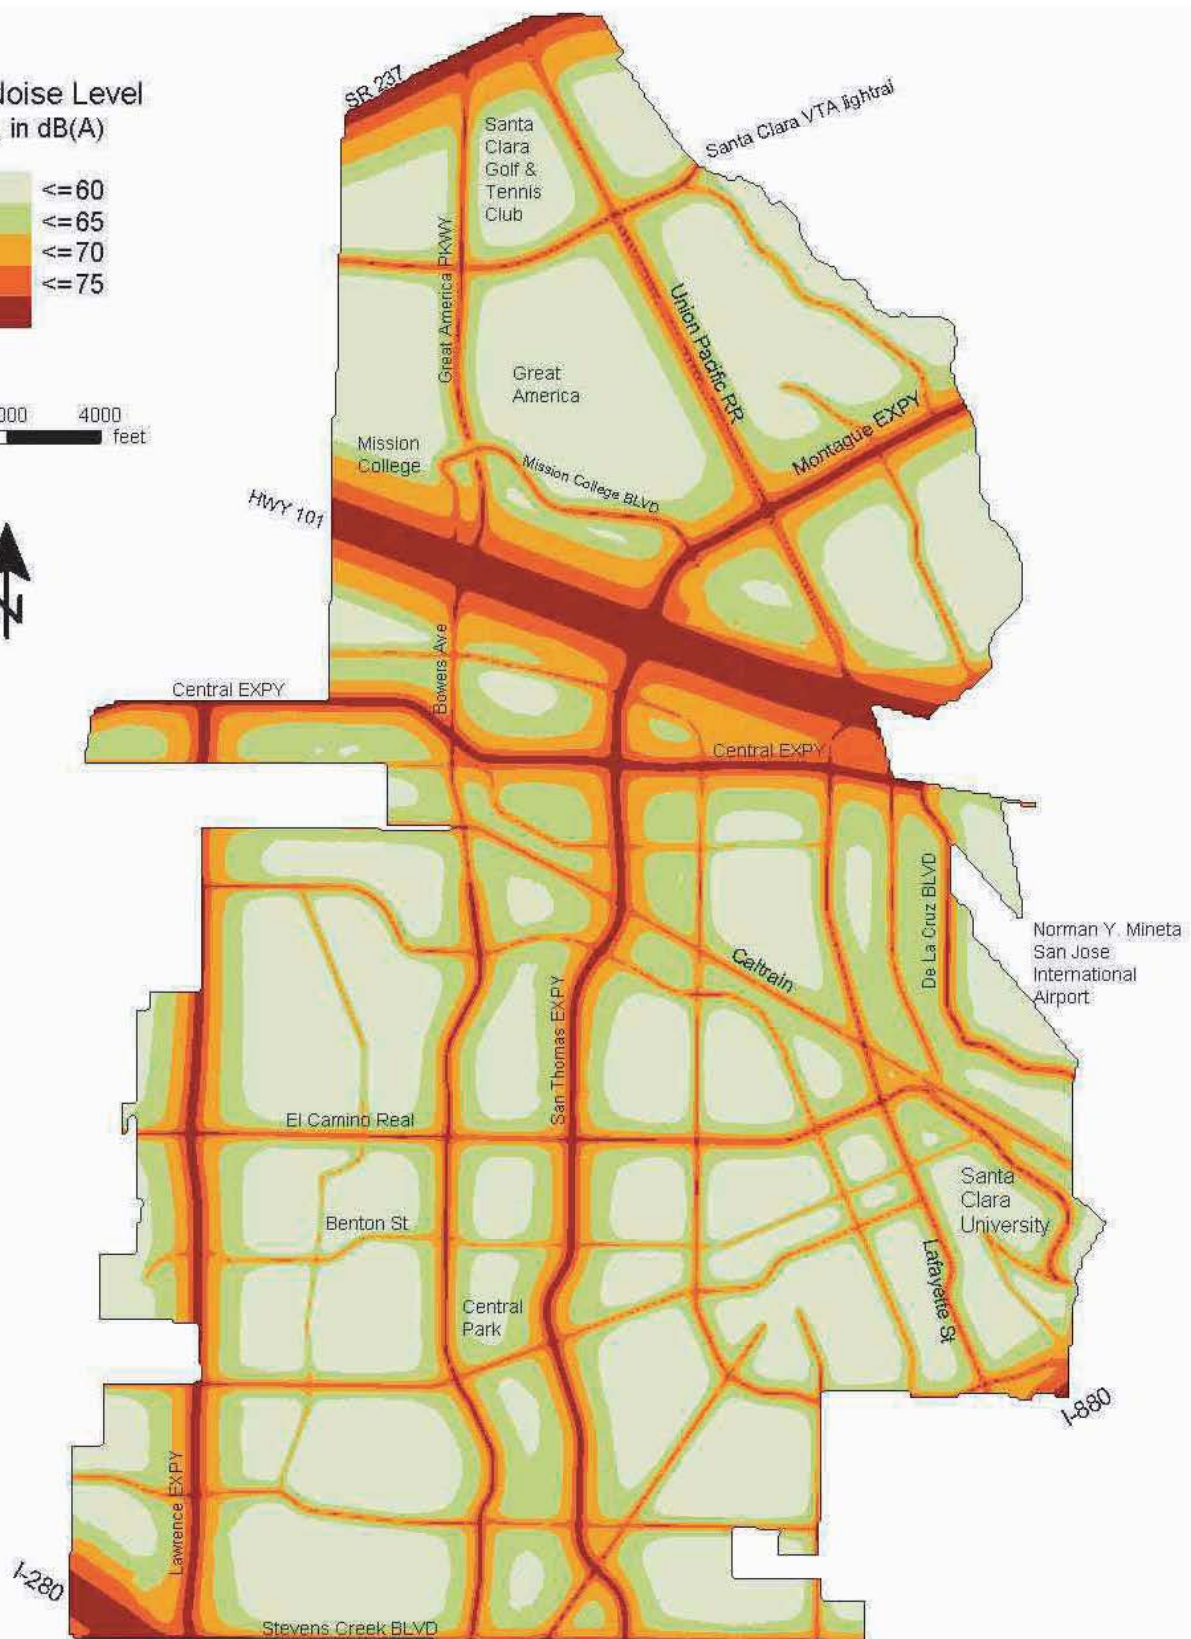 SR 237
Noise Level
in dB(A)
Santa
Clara
Golf &
Tennis
Club
Santa Clara VTA lightrai
<=60
<=65
<=70
<=75
Great America PKWY
Union Pacific RR
Great
America
4000
feet
Montague EXPY
Mission
College
Mission College BLVD
HWY 101
N
Bowers Ave
Central EXPY
Central EXPY
De La Cruz BLVD
Norman Y. Mineta
San Jose
International
Airport
Caltrain
San Thomas EXPY
El Camino Real
Santa
Clara
University
Benton St
Lafayette St
Central
Park
I-880
Lawrence EXPY
I-280
Stevens Creek BLVD